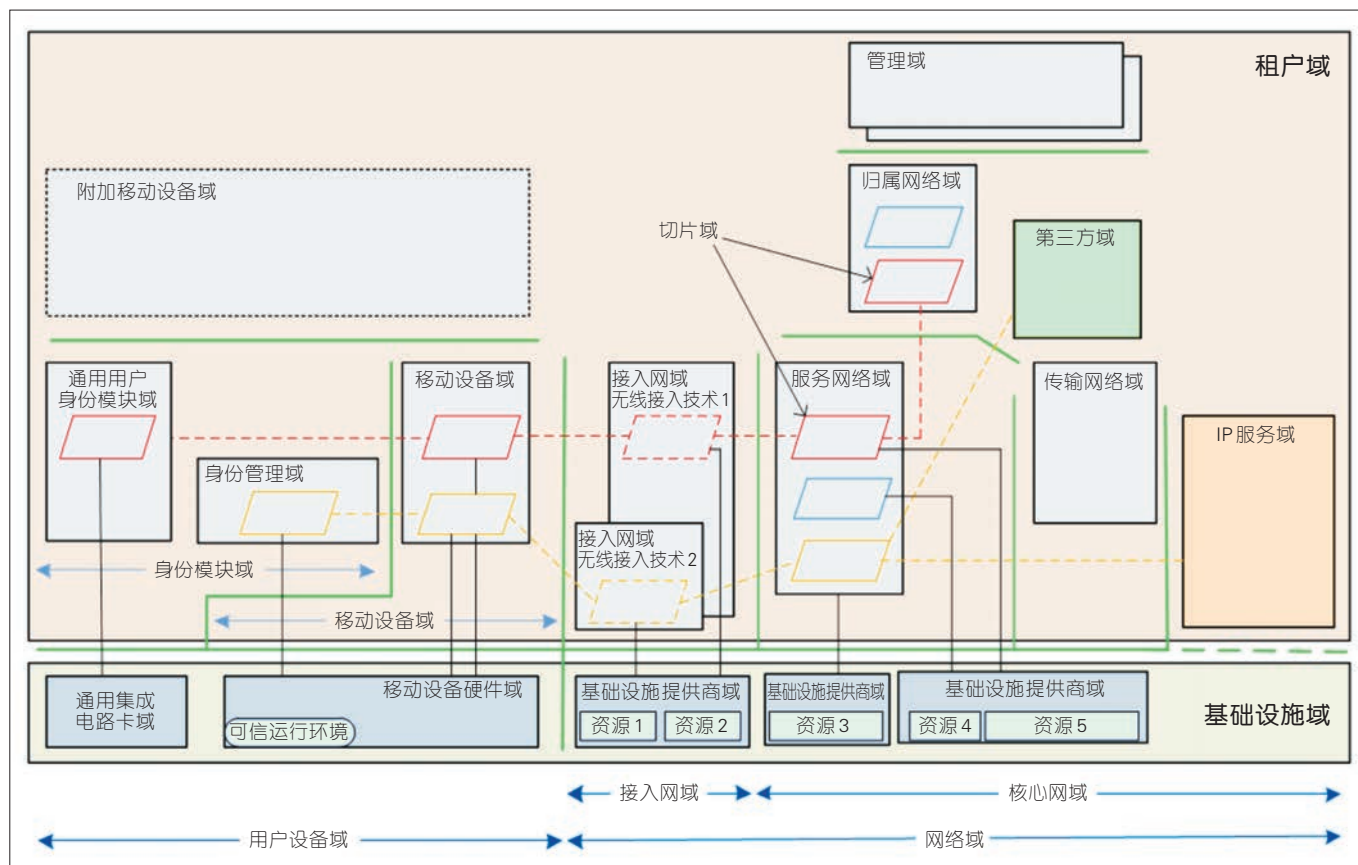 管理域
租户域
附加移动设备域
归属网络域
切片域
第三方域
通用用户
身份模块域
移动设备域
接入网域
无线接入技术1
服务网络域
传输网络域
IP服务域
身份管理域
接入网域
无线接入技术2
身份模块域
移动设备域
通用集成
电路卡域
移动设备硬件域
可信运行环境
基础设施提供商域
资源1
资源2
基础设施提供商域
资源3
基础设施提供商域
资源4
资源5
基础设施域
接入网域
核心网域
用户设备域
网络域